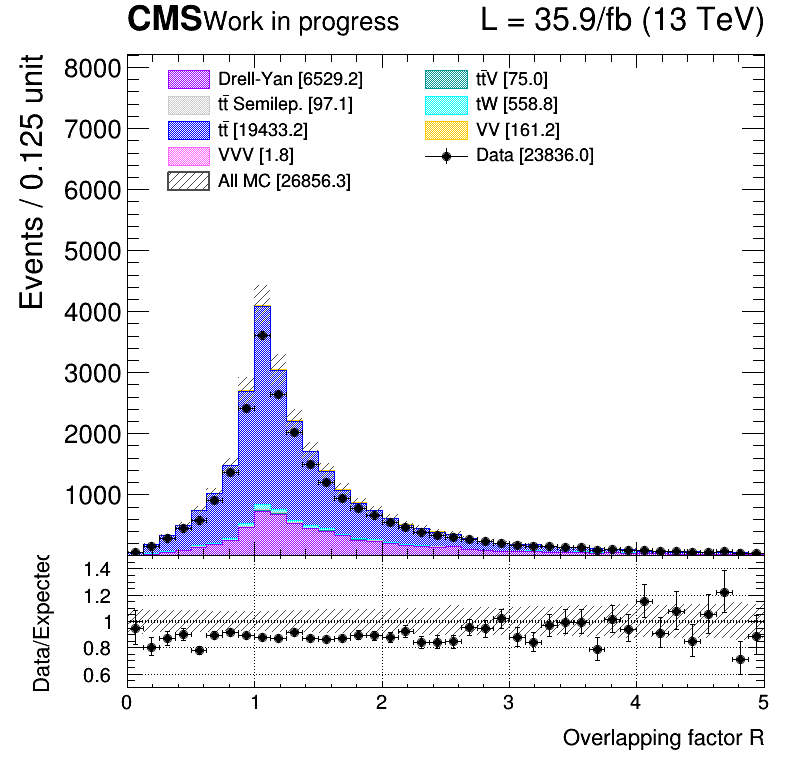 CMS Work in progress L = 35.9/fb (13 TeV)
Events / 0.125 unit
8000
7000
6000
5000
4000
3000
2000
1000
Drell-Yan [6529.2]
tt̄ Semilep. [97.1]
tt̄ [19433.2]
VVV [1.8]
All MC [26856.3]
tt̄V [75.0]
tW [558.8]
VV [161.2]
Data [23836.0]
Data/Expected
1.4
1.2
1
0.8
0.6
0 1 2 3 4 5
Overlapping factor R